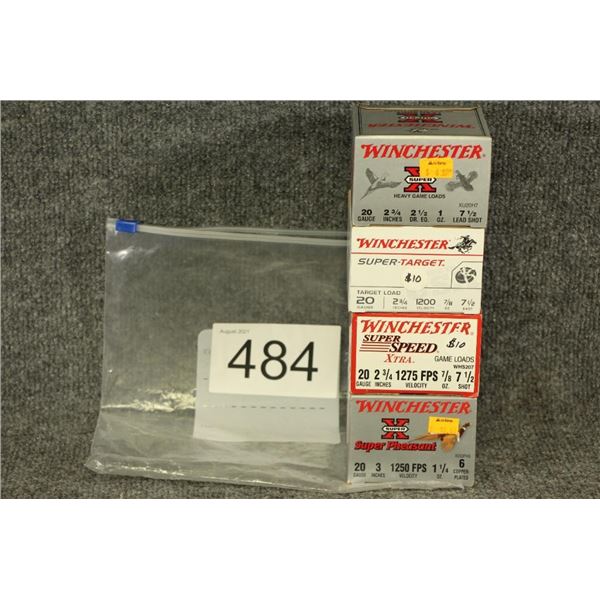 WINCHESTER
WINCHESTER
X
SUPER
HEAVY GAME LOADS
XU20H7
20 2 3/4 2 1/2 1 7 1/2
GAUGE INCHES DR. EQ. OZ. LEAD SHOT
WINCHESTER
SUPER-TARGET
$10
TARGET LOAD
20 2 3/4 1200 7/8 7 1/2
GAUGE INCHES VELOCITY OZ. SHOT
WINCHESTER
SUPER
SPEED
XTRA
$10
GAME LOADS
WHS207
20 2 3/4 1275 FPS 7/8 7 1/2
GAUGE INCHES VELOCITY OZ. SHOT
WINCHESTER
X
SUPER
Super Pheasant
20 3 1250 FPS 1 1/4 6
GAUGE INCHES VELOCITY OZ. COPPER PLATED
August 2021
484